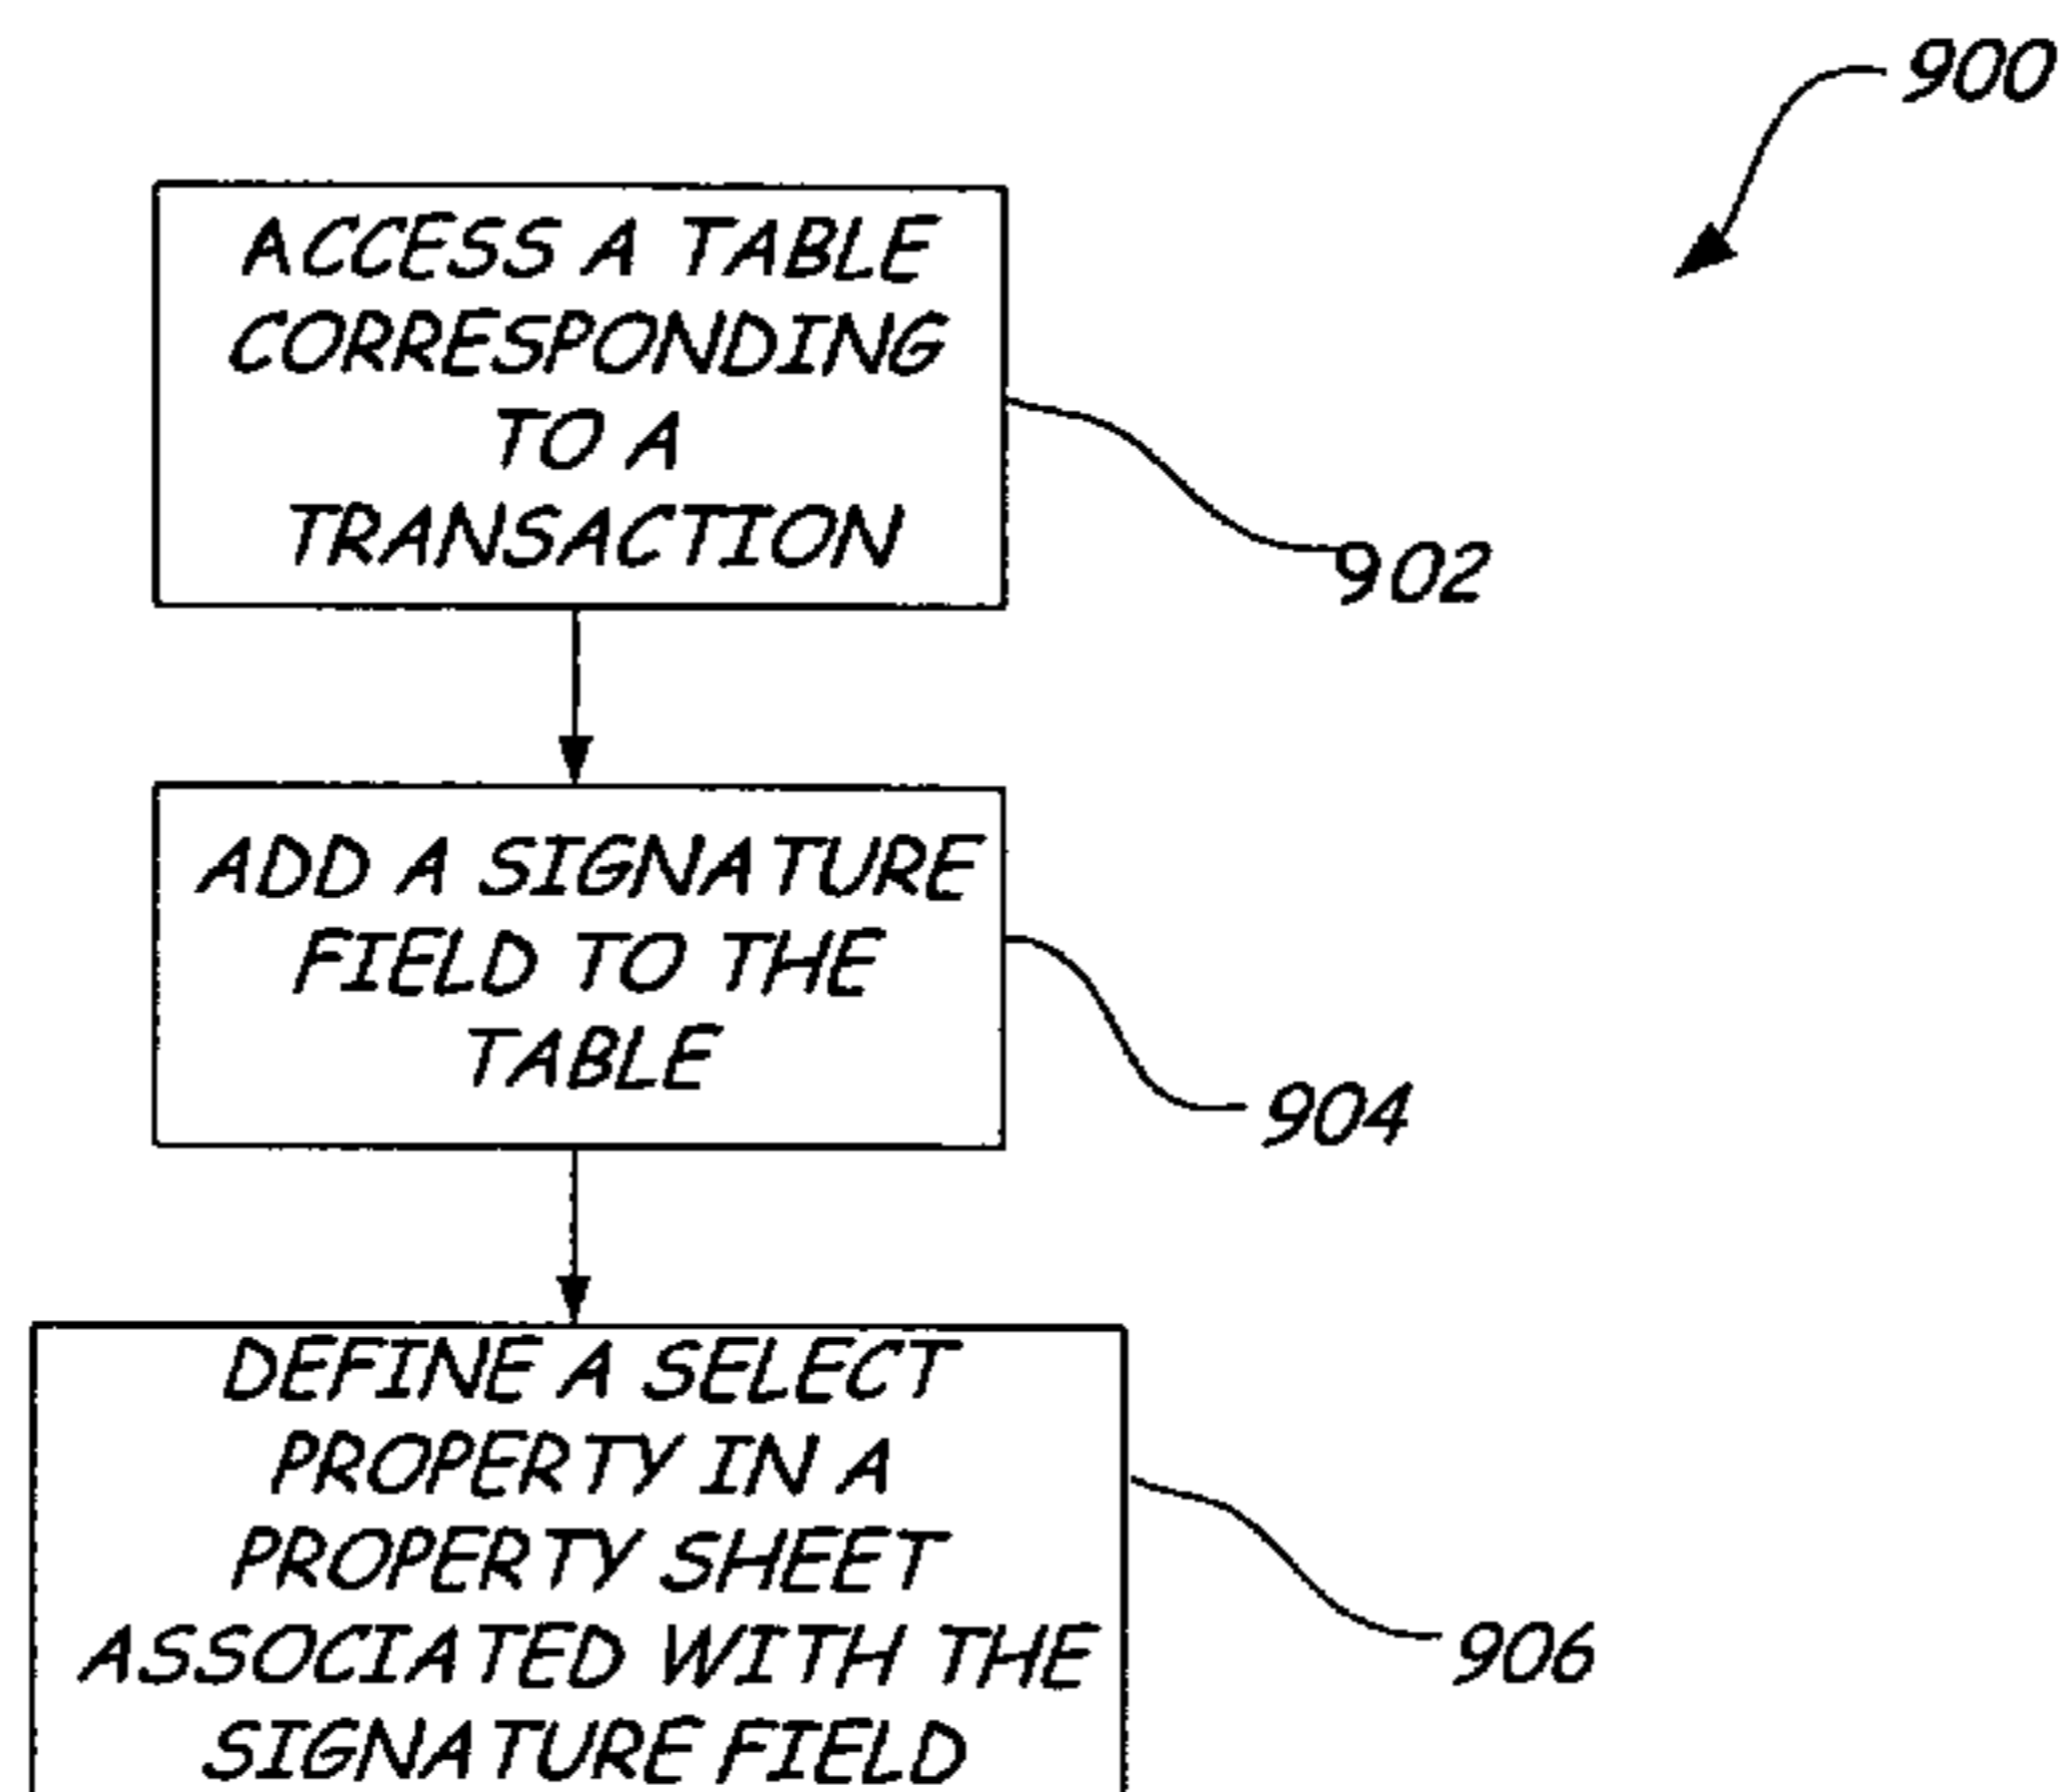 900
ACCESS A TABLE
CORRESPONDING
TO A
TRANSACTION
902
ADD A SIGNATURE
FIELD TO THE
TABLE
904
DEFINE A SELECT
PROPERTY IN A
PROPERTY SHEET
ASSOCIATED WITH THE
SIGNATURE FIELD
906